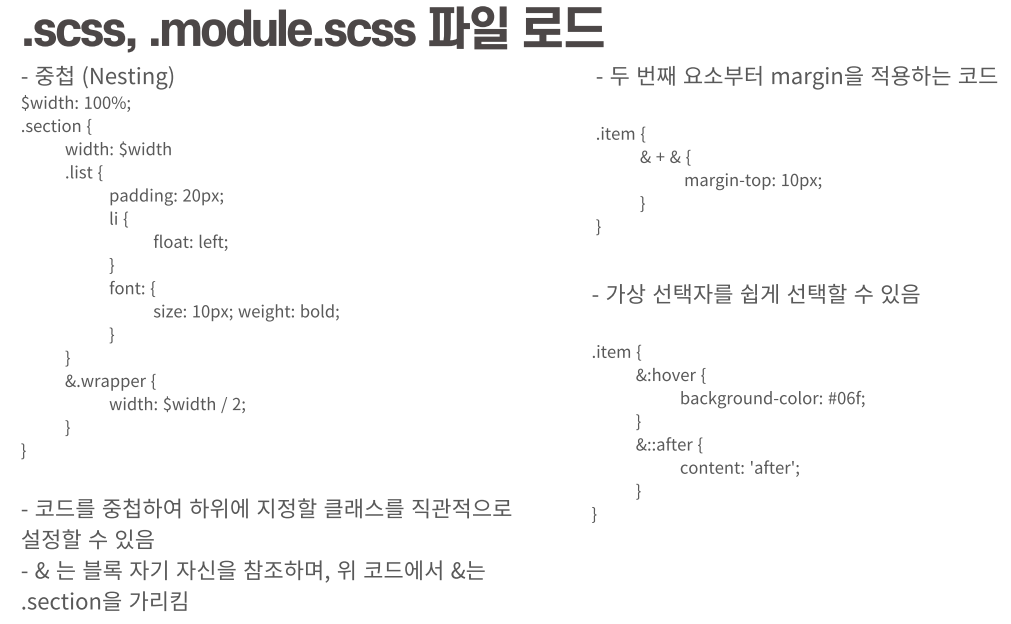 .scss, .module.scss 파일 로드
- 중첩 (Nesting)
$width: 100%;
.section {
width: $width
.list {
padding: 20px;
li {
float: left;
}
font: {
size: 10px; weight: bold;
}
}
&.wrapper {
width: $width / 2;
}
}
- 코드를 중첩하여 하위에 지정할 클래스를 직관적으로
설정할 수 있음
- & 는 블록 자기 자신을 참조하며, 위 코드에서 &는
.section을 가리킴
- 두 번째 요소부터 margin을 적용하는 코드
.item {
& + & {
margin-top: 10px;
}
}
- 가상 선택자를 쉽게 선택할 수 있음
.item {
&:hover {
background-color: #06f;
}
&::after {
content: 'after';
}
}